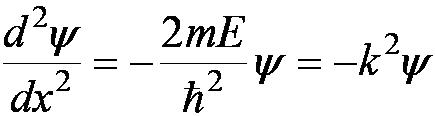 d²ψ/dx² = −2mE/ħ² ψ = −k²ψ